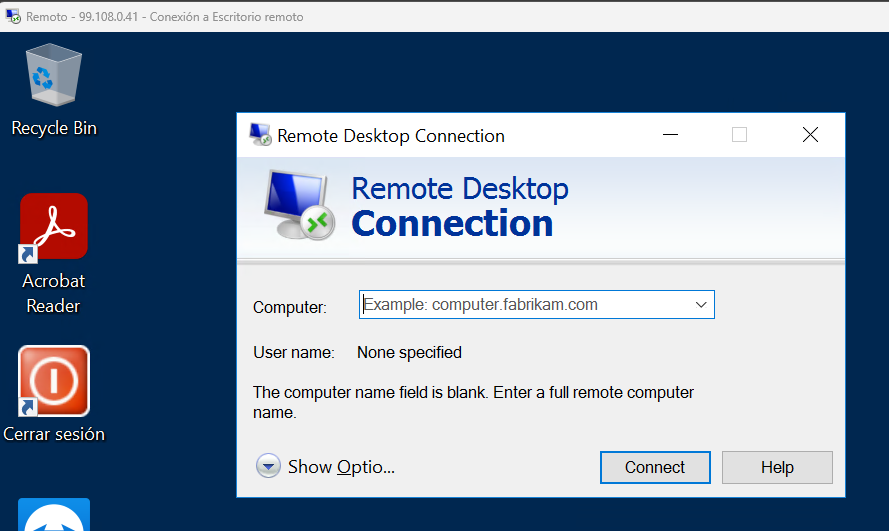 Remoto - 99.108.0.41 - Conexión a Escritorio remoto
Recycle Bin
Acrobat
Reader
Cerrar sesión
Remote Desktop Connection
Remote Desktop
Connection
Computer:
Example: computer.fabrikam.com
User name:
None specified
The computer name field is blank. Enter a full remote computer
name.
Show Optio...
Connect
Help